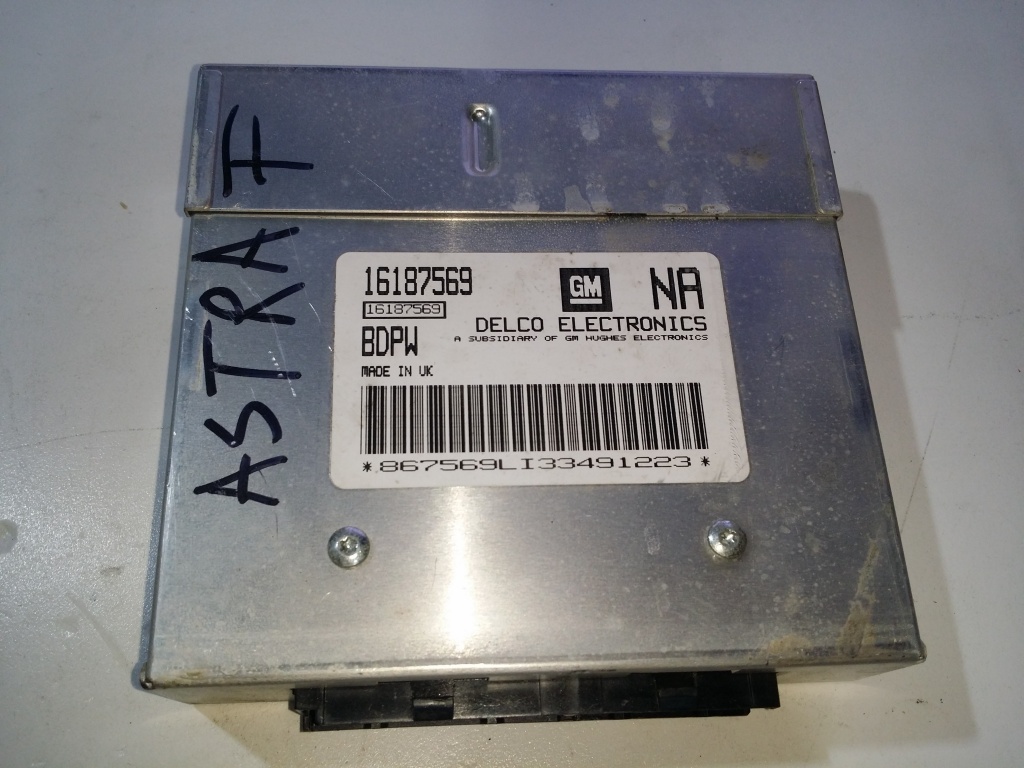 ASTRA F
16187569
GM
NA
16187569
DELCO ELECTRONICS
A SUBSIDIARY OF GM HUGHES ELECTRONICS
BDPW
MADE IN UK
*867569LI33491223*